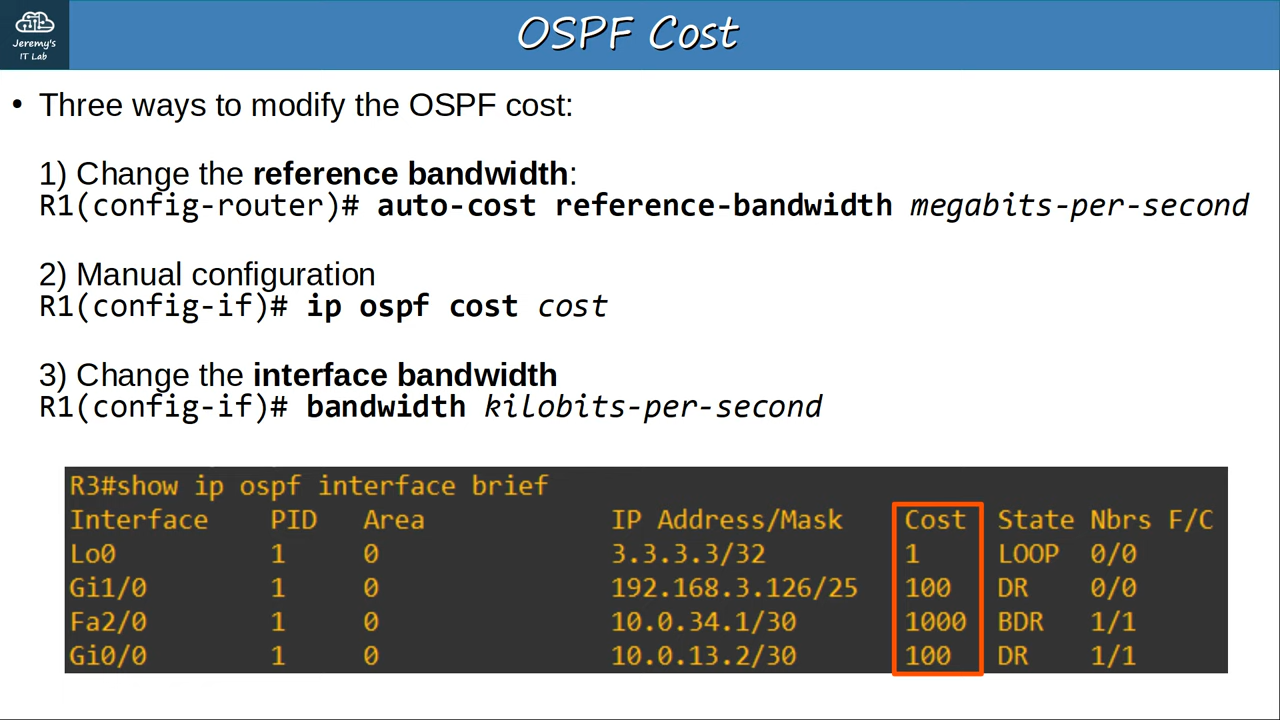 Jeremy's
IT Lab
OSPF Cost
• Three ways to modify the OSPF cost:
1) Change the reference bandwidth:
R1(config-router)# auto-cost reference-bandwidth megabits-per-second
2) Manual configuration
R1(config-if)# ip ospf cost cost
3) Change the interface bandwidth
R1(config-if)# bandwidth kilobits-per-second
R3#show ip ospf interface brief
Interface PID Area IP Address/Mask Cost State Nbrs F/C
Lo0 1 0 3.3.3.3/32 1 LOOP 0/0
Gi1/0 1 0 192.168.3.126/25 100 DR 0/0
Fa2/0 1 0 10.0.34.1/30 1000 BDR 1/1
Gi0/0 1 0 10.0.13.2/30 100 DR 1/1